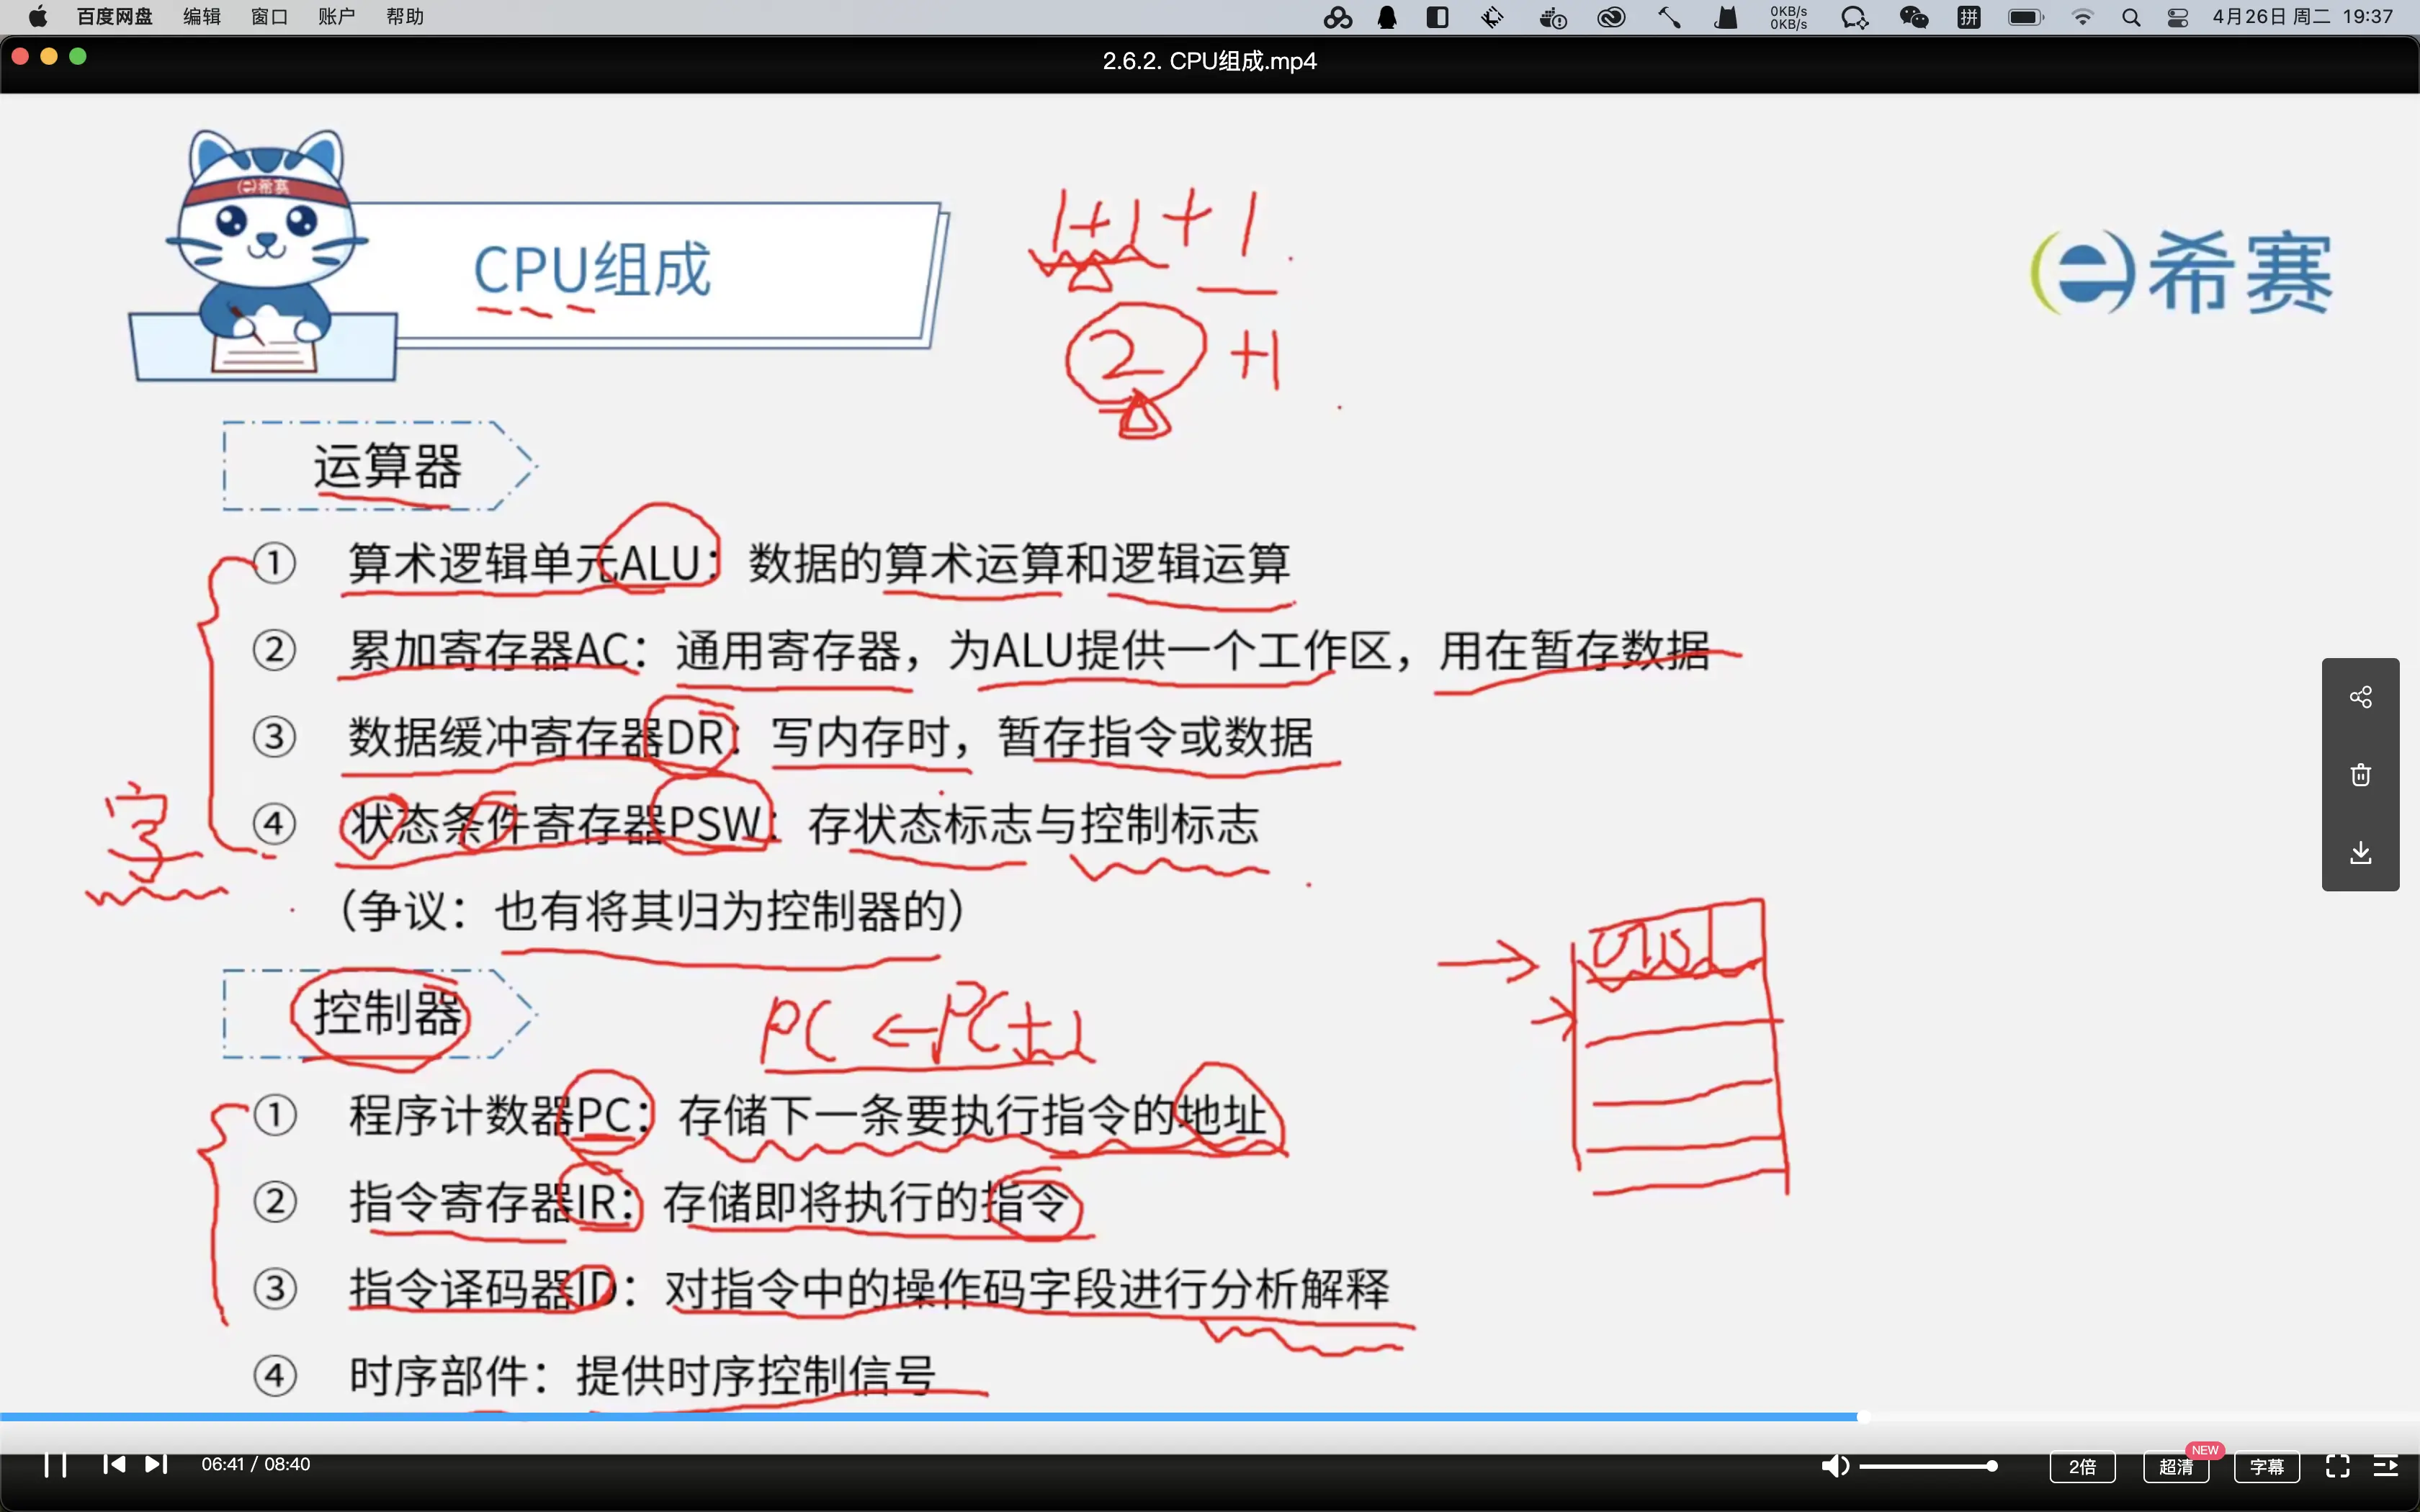 百度网盘 编辑 窗口 账户 帮助 0KB/s 0KB/s 拼 4月26日 周二 19:37
2.6.2. CPU组成.mp4
希赛
CPU组成
1+1+1
希赛
2 +1
运算器
① 算术逻辑单元ALU：数据的算术运算和逻辑运算
② 累加寄存器AC：通用寄存器，为ALU提供一个工作区，用在暂存数据
③ 数据缓冲寄存器DR：写内存时，暂存指令或数据
④ 状态条件寄存器PSW：存状态标志与控制标志
字
（争议：也有将其归为控制器的）
控制器
PC ← PC+1
① 程序计数器PC：存储下一条要执行指令的地址
② 指令寄存器IR：存储即将执行的指令
③ 指令译码器ID：对指令中的操作码字段进行分析解释
④ 时序部件：提供时序控制信号
06:41 / 08:40 2倍 超清 NEW 字幕